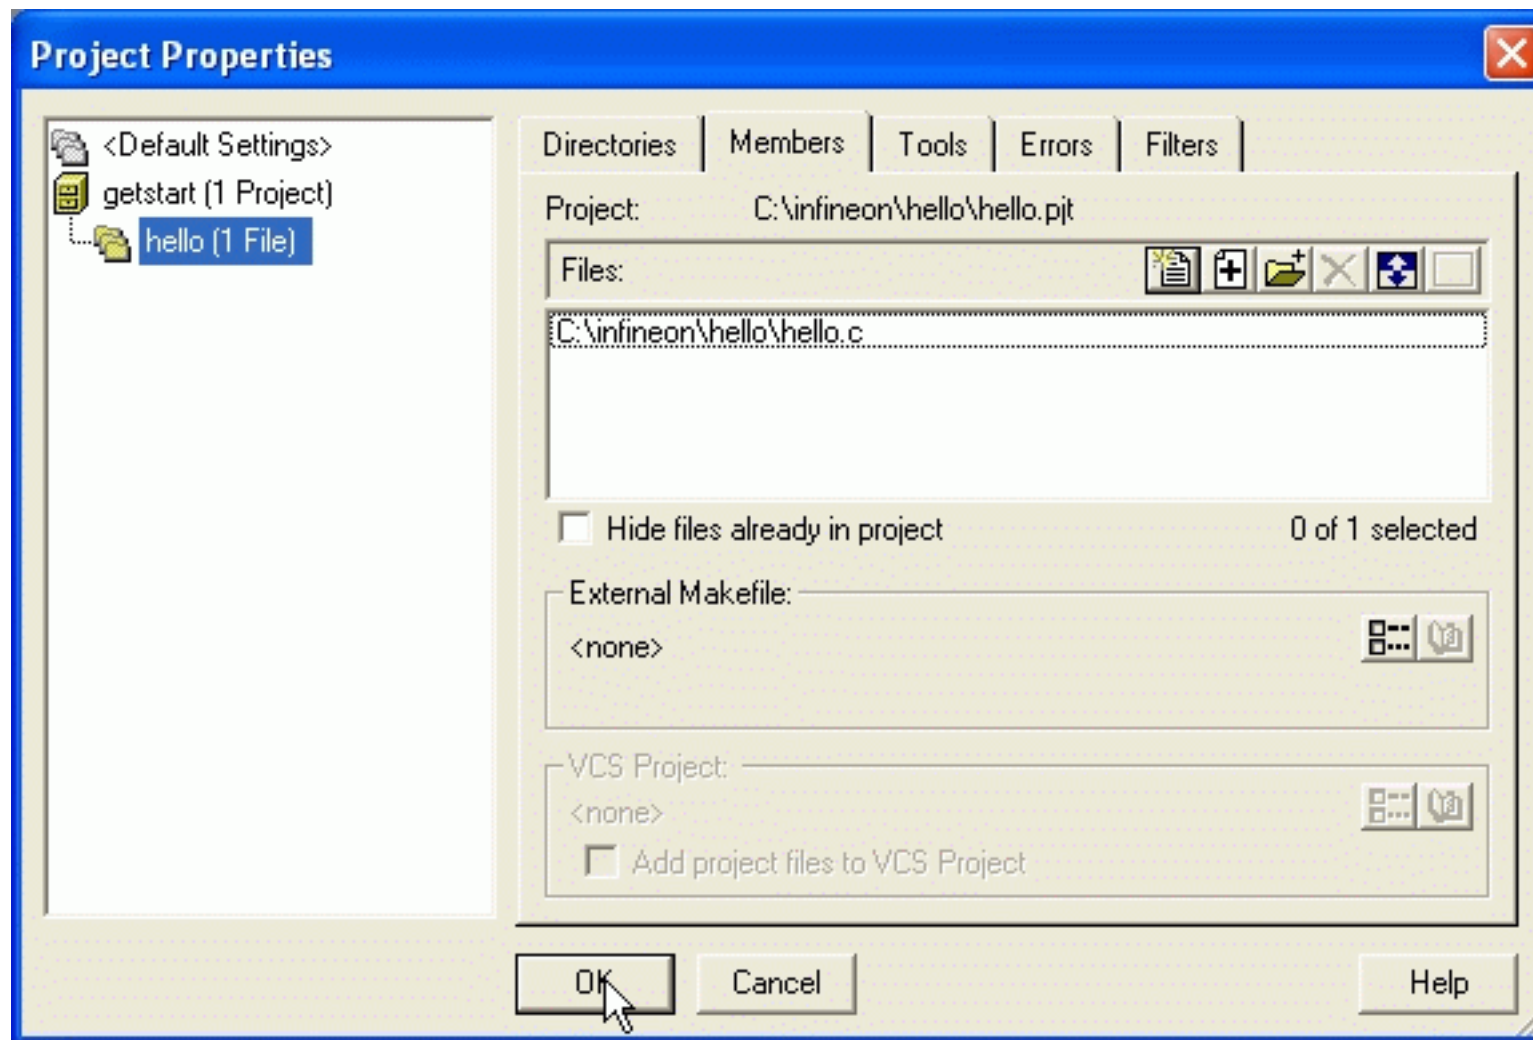 Project Properties
<Default Settings>
getstart (1 Project)
hello (1 File)
Directories Members Tools Errors Filters
Project: C:\infineon\hello\hello.pjt
Files:
C:\infineon\hello\hello.c
Hide files already in project 0 of 1 selected
External Makefile:
<none>
VCS Project:
<none>
Add project files to VCS Project
OK Cancel Help